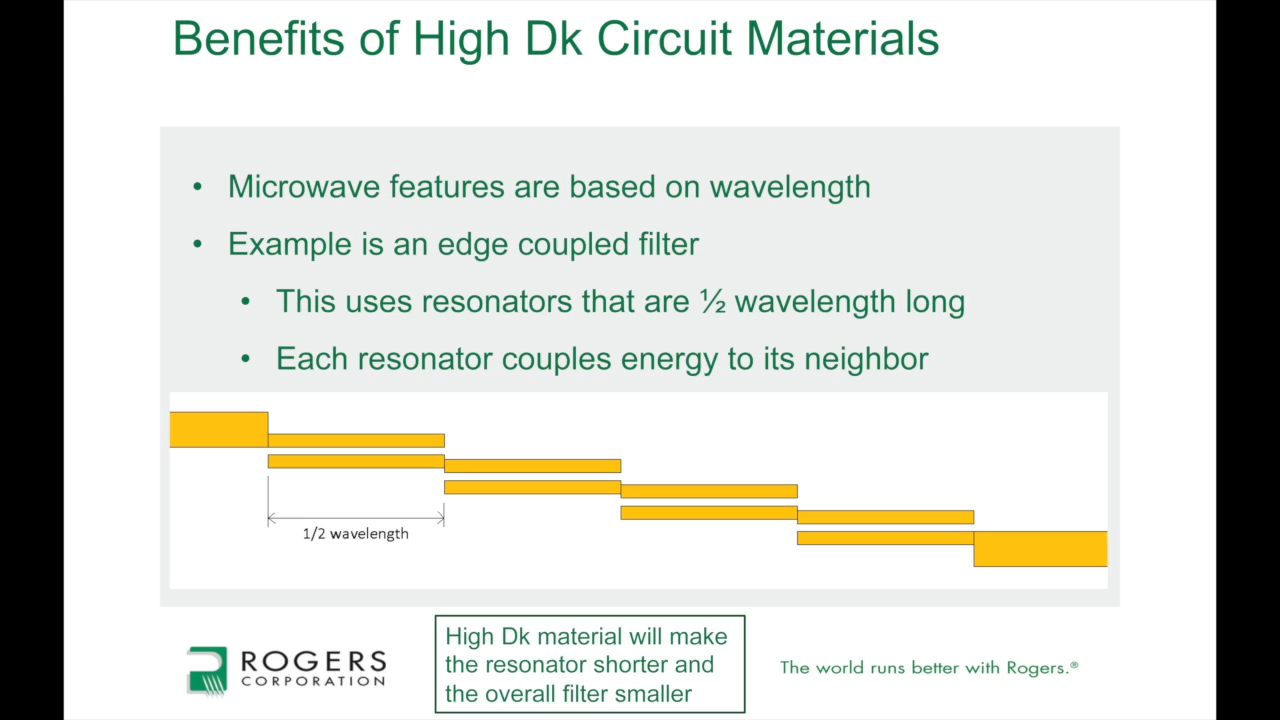 Benefits of High Dk Circuit Materials
• Microwave features are based on wavelength
• Example is an edge coupled filter
• This uses resonators that are ½ wavelength long
• Each resonator couples energy to its neighbor
1/2 wavelength
ROGERS
CORPORATION
High Dk material will make
the resonator shorter and
the overall filter smaller
The world runs better with Rogers.®